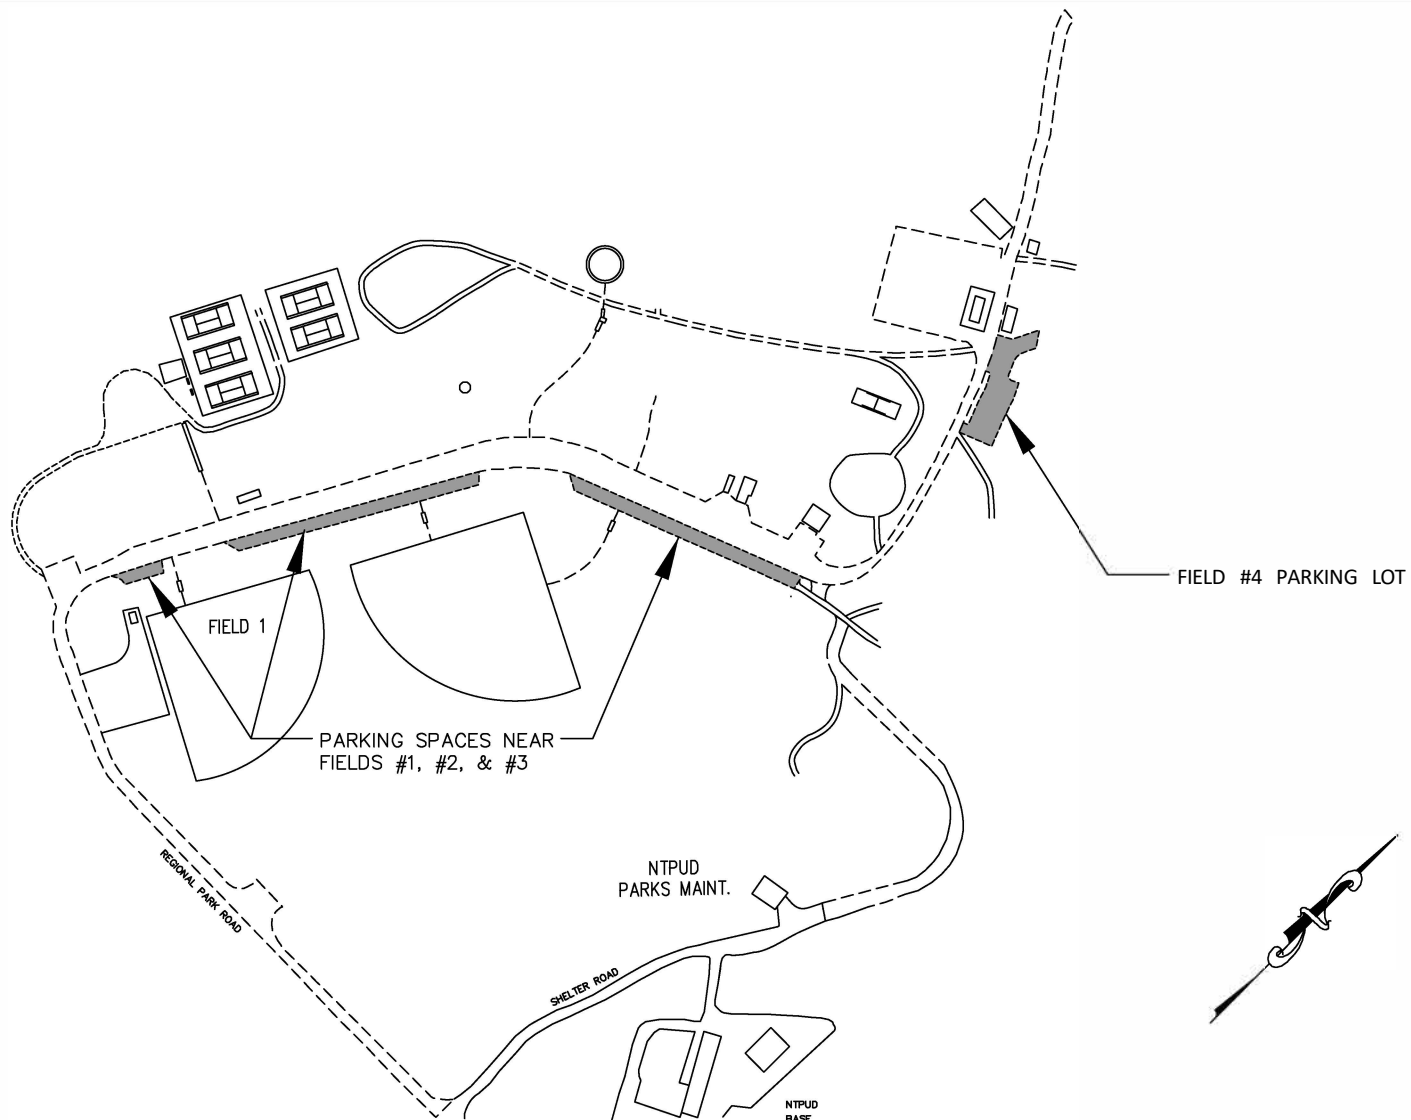 FIELD #4 PARKING LOT
FIELD 1
PARKING SPACES NEAR
FIELDS #1, #2, & #3
REGIONAL PARK ROAD
NTPUD
PARKS MAINT.
SHELTER ROAD
NTPUD
BASE